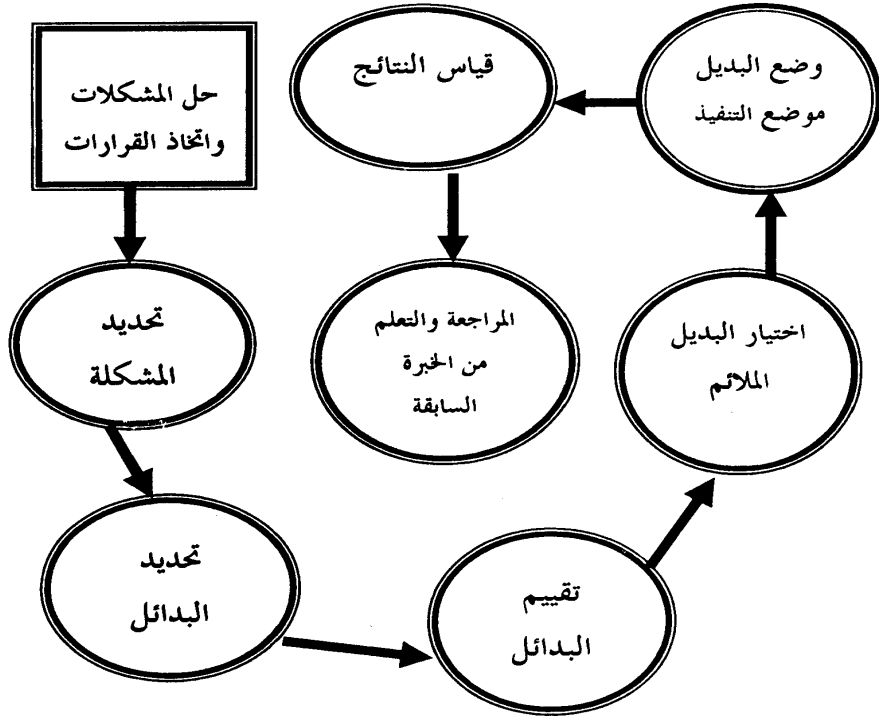 حل المشكلات
واتخاذ القرارات
تحديد
المشكلة
تحديد
البدائل
تقييم
البدائل
اختيار البديل
الملائم
وضع البديل
موضع التنفيذ
قياس النتائج
المراجعة والتعلم
من الخبرة
السابقة